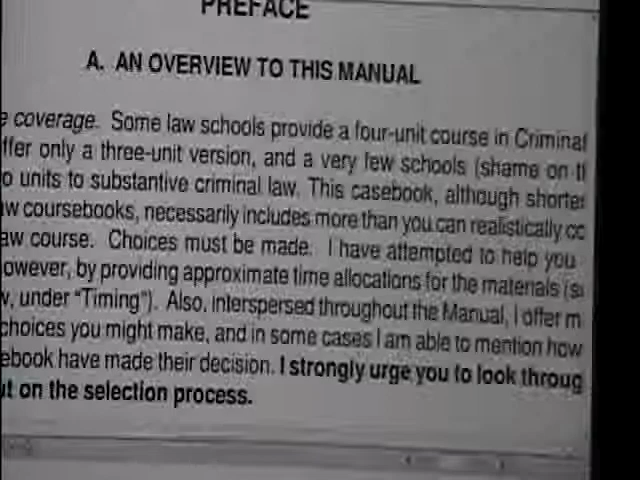 PREFACE
A. AN OVERVIEW TO THIS MANUAL
coverage. Some law schools provide a four-unit course in Criminal
ffer only a three-unit version, and a very few schools (shame on th
o units to substantive criminal law. This casebook, although shorter
aw coursebooks, necessarily includes more than you can realistically co
aw course. Choices must be made. I have attempted to help you
owever, by providing approximate time allocations for the materials (s
w, under "Timing"). Also, interspersed throughout the Manual, I offer m
choices you might make, and in some cases I am able to mention how
ebook have made their decision. I strongly urge you to look throug
ut on the selection process.